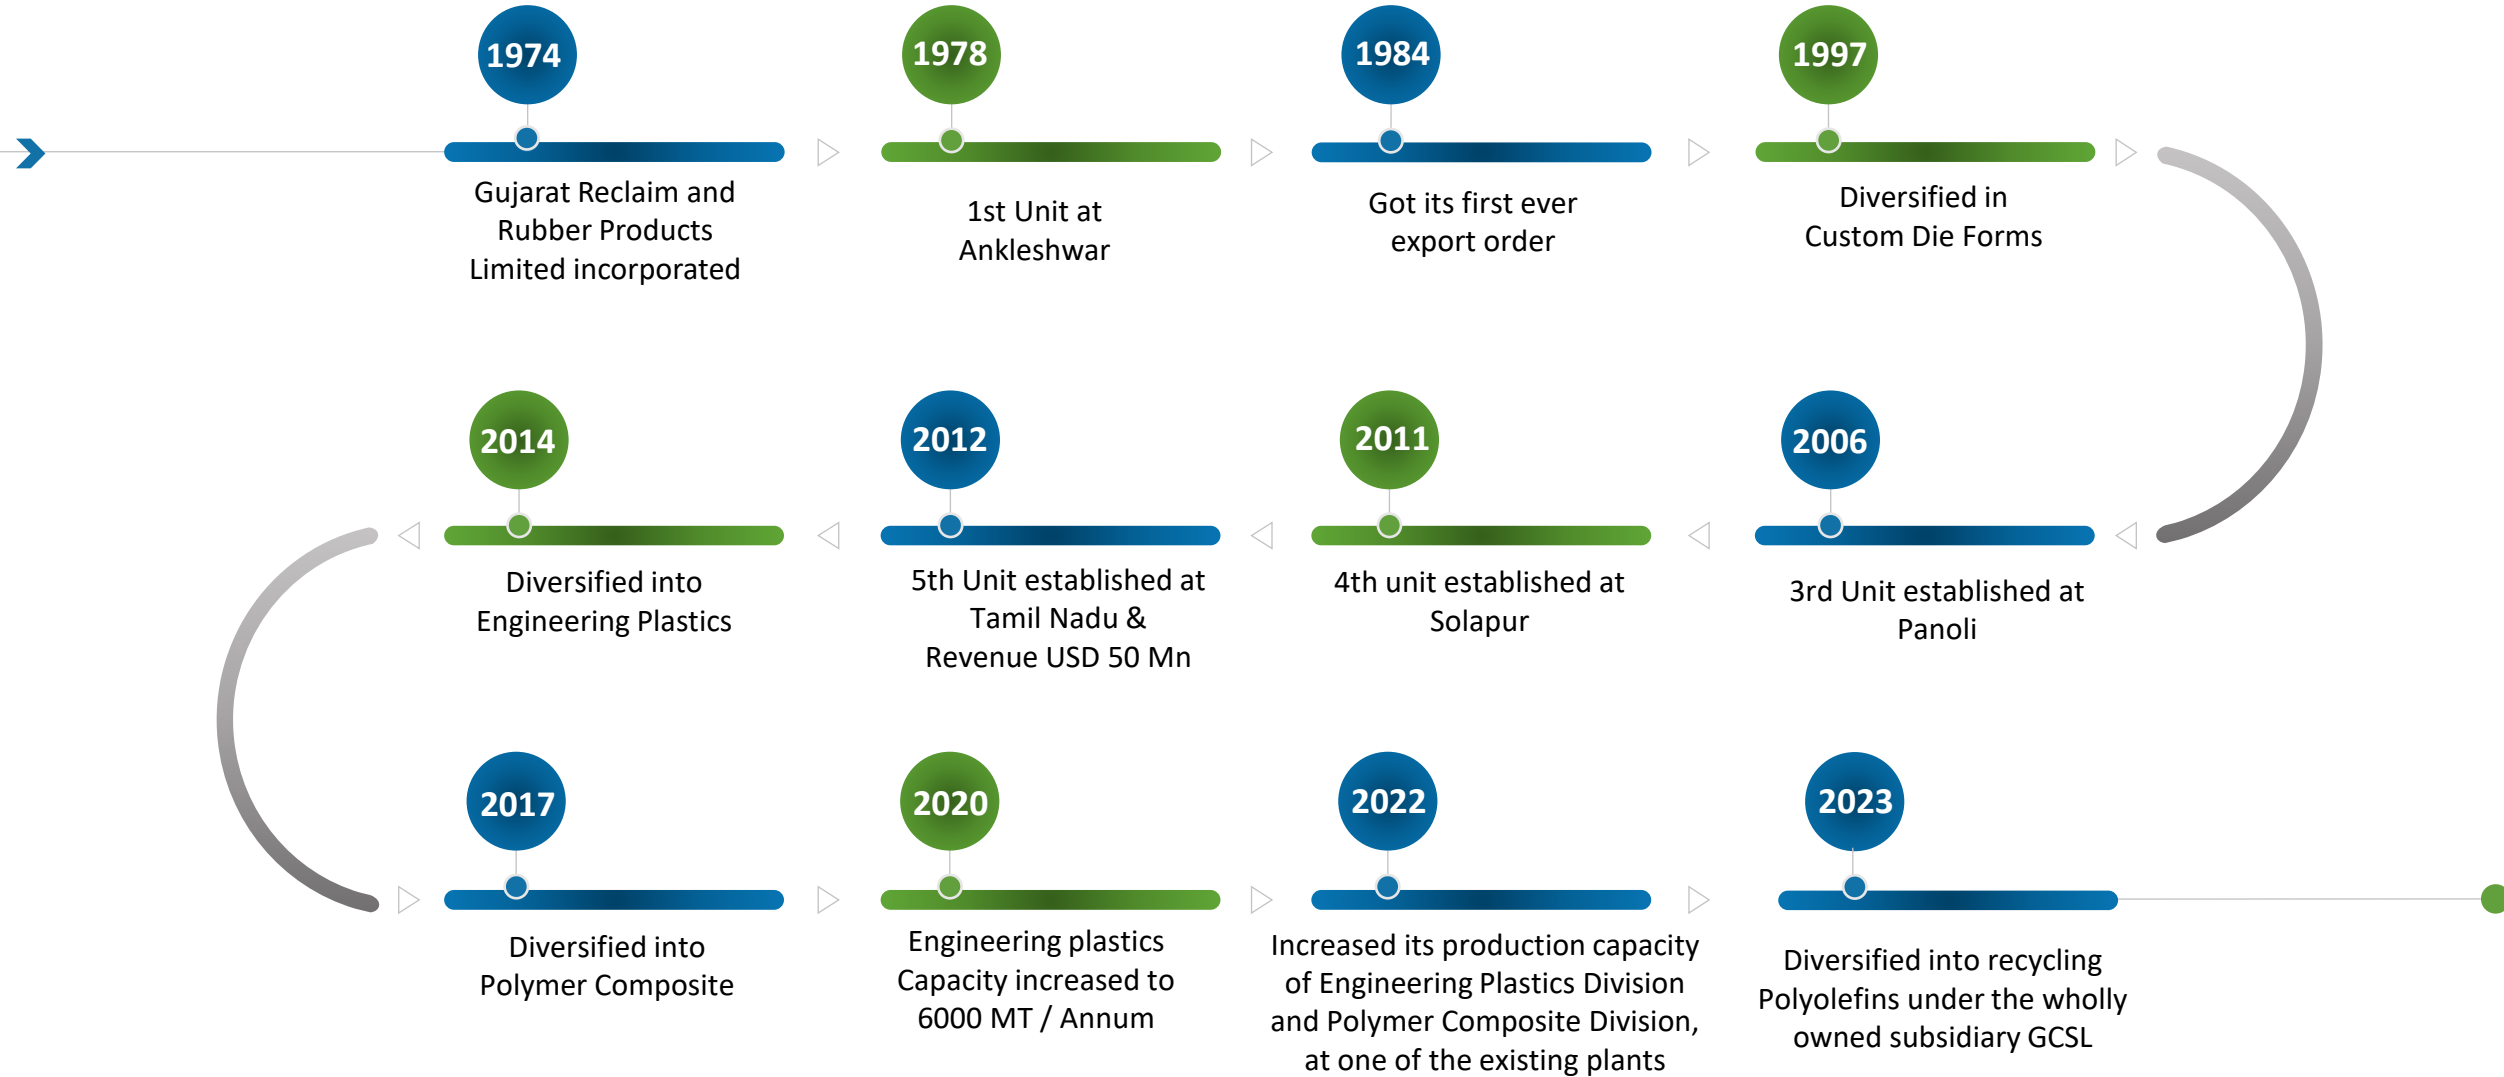 1974
Gujarat Reclaim and
Rubber Products
Limited incorporated
1978
1st Unit at
Ankleshwar
1984
Got its first ever
export order
1997
Diversified in
Custom Die Forms
2006
3rd Unit established at
Panoli
2011
4th unit established at
Solapur
2012
5th Unit established at
Tamil Nadu &
Revenue USD 50 Mn
2014
Diversified into
Engineering Plastics
2017
Diversified into
Polymer Composite
2020
Engineering plastics
Capacity increased to
6000 MT / Annum
2022
Increased its production capacity
of Engineering Plastics Division
and Polymer Composite Division,
at one of the existing plants
2023
Diversified into recycling
Polyolefins under the wholly
owned subsidiary GCSL